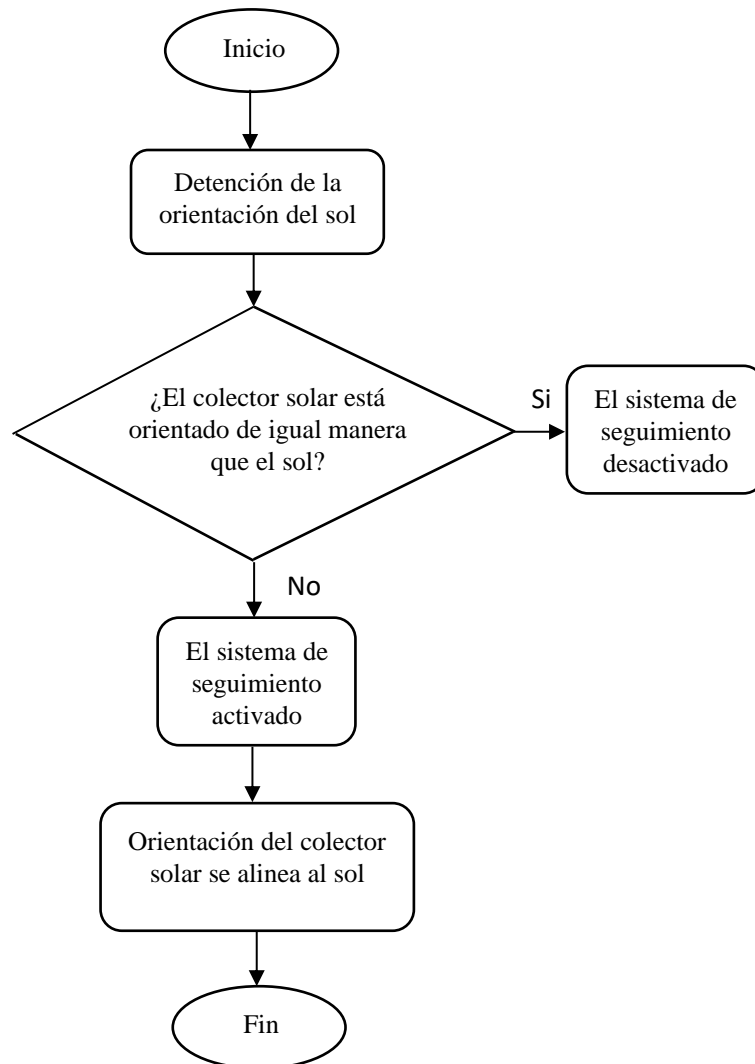 Inicio
Detención de la
orientación del sol
¿El colector solar está
orientado de igual manera
que el sol?
Si
El sistema de
seguimiento
desactivado
No
El sistema de
seguimiento
activado
Orientación del colector
solar se alinea al sol
Fin